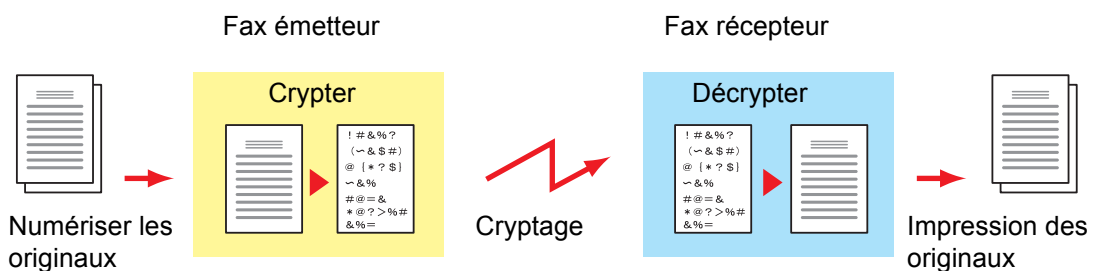 Fax émetteur
Fax récepteur
Crypter
Décrypter
!#&%?
(~&$#)
@{*?$}
~&%
#@=&
*@?>%#
&%=
!#&%?
(~&$#)
@{*?$}
~&%
#@=&
*@?>%#
&%=
Numériser les
originaux
Cryptage
Impression des
originaux